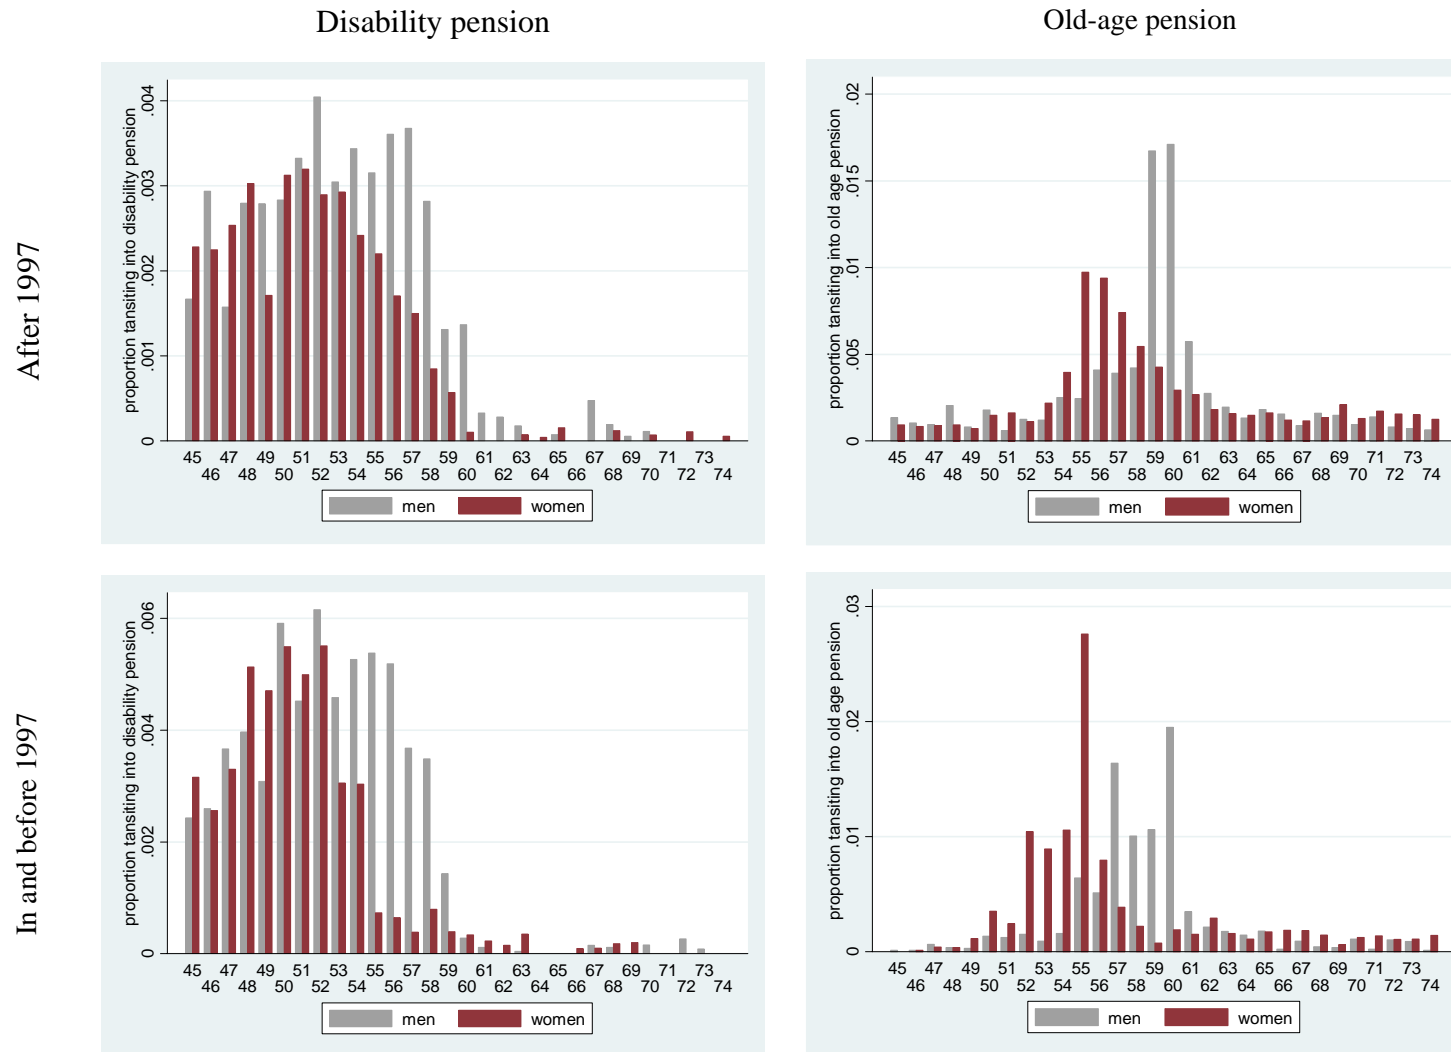 Disability pension
Old-age pension
After 1997
proportion tansiting into disability pension
.004
.003
.002
.001
0
45 47 49 51 53 55 57 59 61 63 65 67 69 71 73
46 48 50 52 54 56 58 60 62 64 66 68 70 72 74
men women
proportion tansiting into old age pension
.02
.015
.01
.005
0
45 47 49 51 53 55 57 59 61 63 65 67 69 71 73
46 48 50 52 54 56 58 60 62 64 66 68 70 72 74
men women
In and before 1997
proportion tansiting into disability pension
.006
.004
.002
0
45 47 49 51 53 55 57 59 61 63 65 67 69 71 73
46 48 50 52 54 56 58 60 62 64 66 68 70 72 74
men women
proportion tansiting into old age pension
.03
.02
.01
0
45 47 49 51 53 55 57 59 61 63 65 67 69 71 73
46 48 50 52 54 56 58 60 62 64 66 68 70 72 74
men women